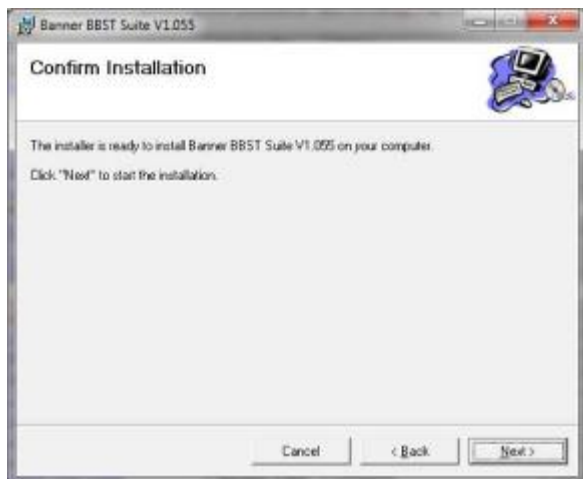 Banner BBST Suite V1.055
Confirm Installation
The installer is ready to install Banner BBST Suite V1.055 on your computer.
Click "Next" to start the installation.
Cancel
< Back
Next >